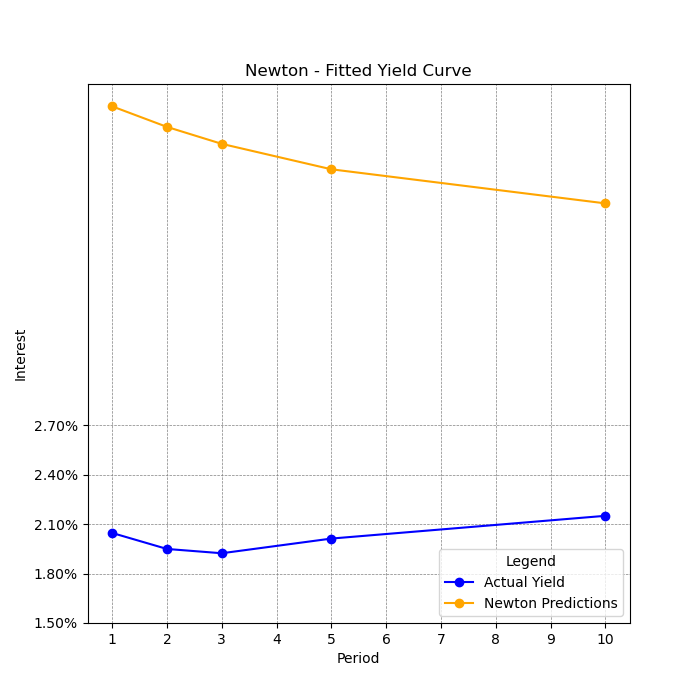 Newton - Fitted Yield Curve
Interest
2.70%
2.40%
2.10%
1.80%
1.50%
Legend
Actual Yield
Newton Predictions
1 2 3 4 5 6 7 8 9 10
Period